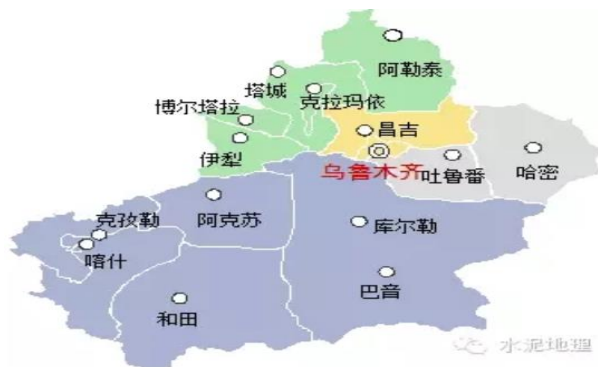 阿勒泰
塔城
克拉玛依
博尔塔拉
昌吉
伊犁
乌鲁木齐
吐鲁番
哈密
克孜勒
阿克苏
库尔勒
喀什
巴音
和田
水泥地理